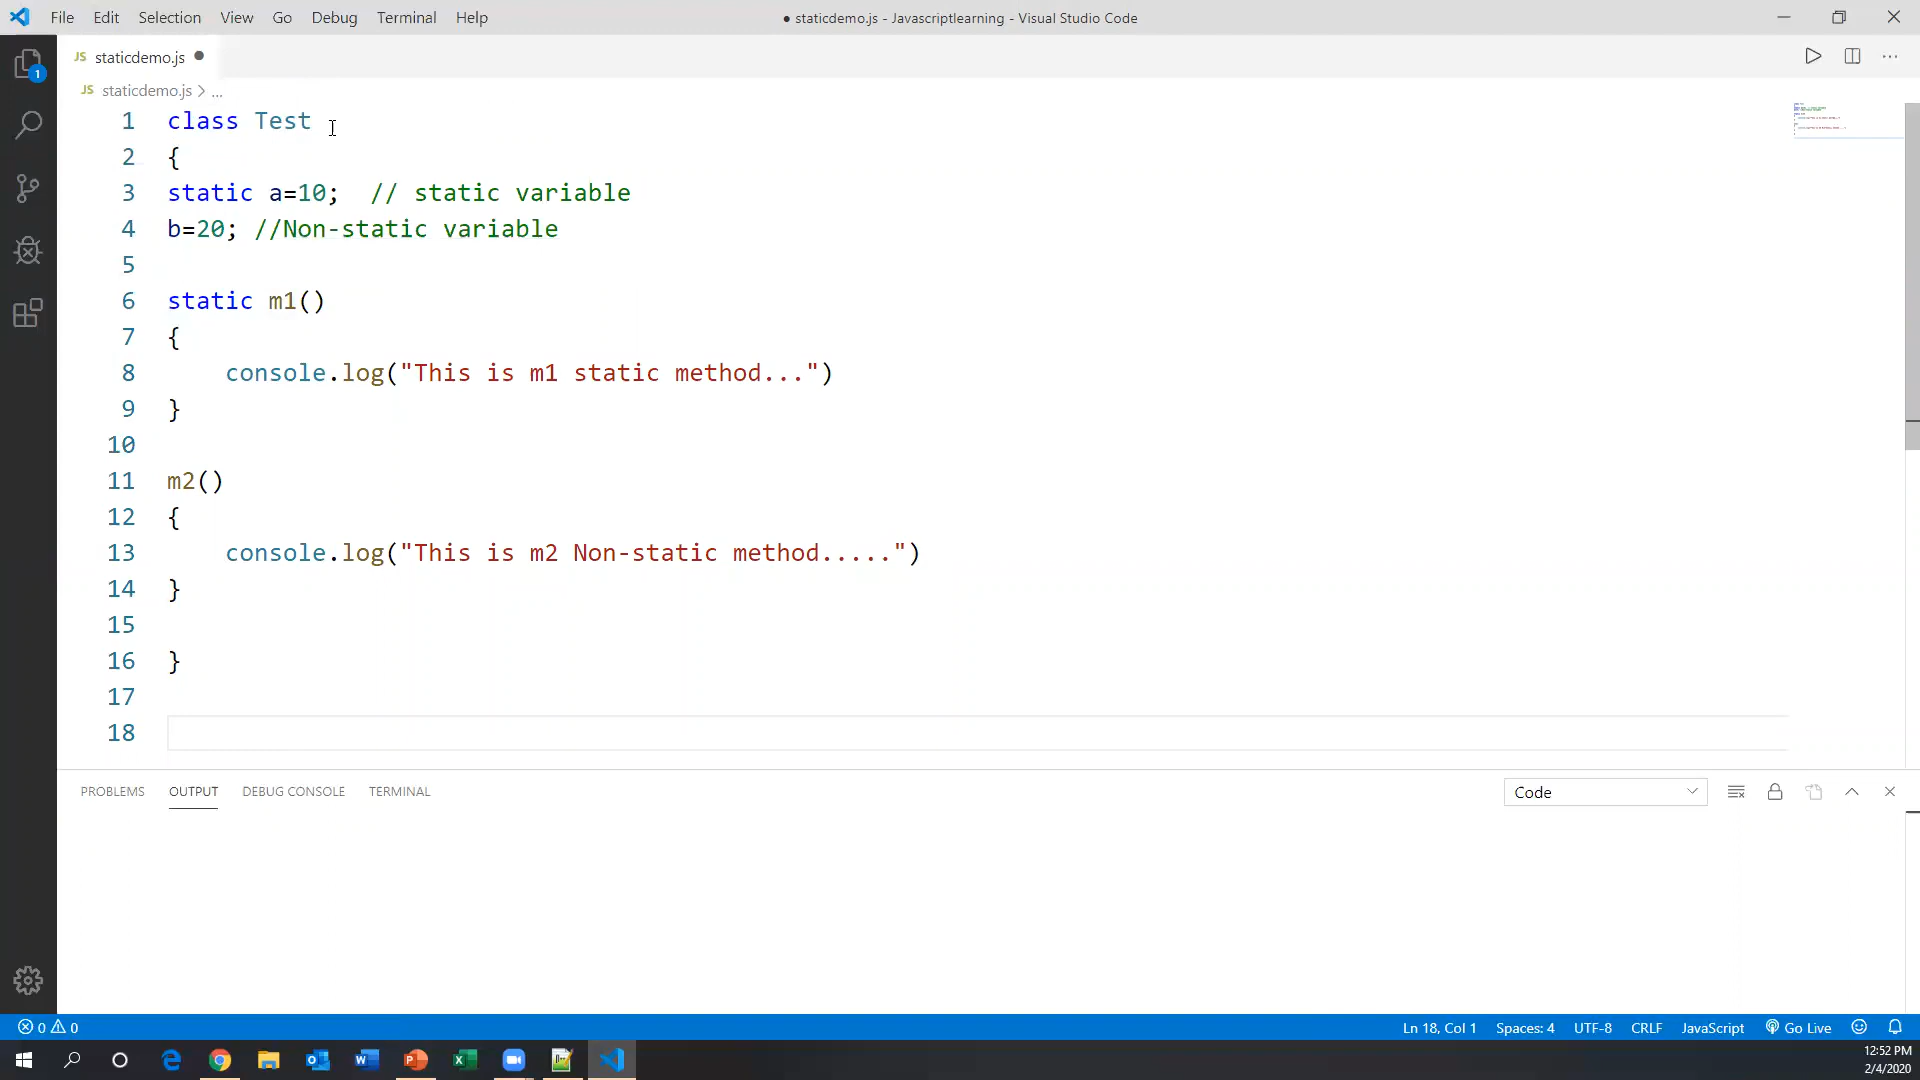 File Edit Selection View Go Debug Terminal Help
● staticdemo.js - Javascriptlearning - Visual Studio Code
JS staticdemo.js ●
JS staticdemo.js > ...
1
1 class Test
2 {
3 static a=10; // static variable
4 b=20; //Non-static variable
5
6 static m1()
7 {
8 console.log("This is m1 static method...")
9 }
10
11 m2()
12 {
13 console.log("This is m2 Non-static method.....")
14 }
15
16 }
17
18
PROBLEMS OUTPUT DEBUG CONSOLE TERMINAL
Code
0 0
Ln 18, Col 1 Spaces: 4 UTF-8 CRLF JavaScript Go Live
12:52 PM
2/4/2020